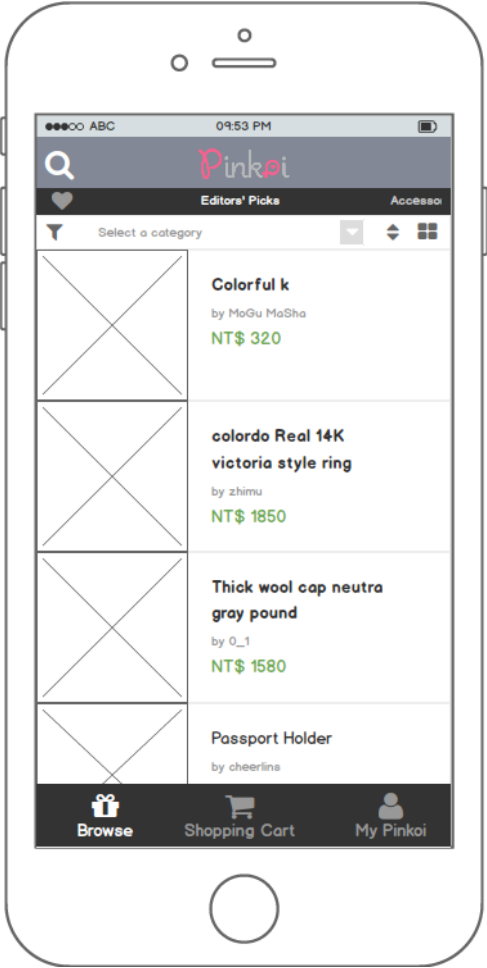 ABC 09:53 PM
Pinkoi
Editors' Picks Accessor
Select a category
Colorful k
by MoGu MaSha
NT$ 320
colordo Real 14K
victoria style ring
by zhimu
NT$ 1850
Thick wool cap neutra
gray pound
by 0_1
NT$ 1580
Passport Holder
by cheerlins
Browse Shopping Cart My Pinkoi